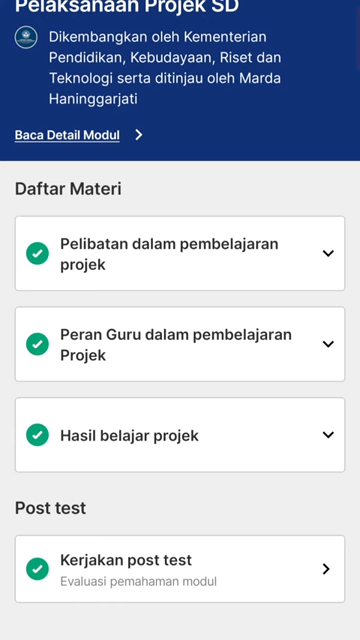 Pelaksanaan Projek SD
Dikembangkan oleh Kementerian
Pendidikan, Kebudayaan, Riset dan
Teknologi serta ditinjau oleh Marda
Haninggarjati
Baca Detail Modul
Daftar Materi
Pelibatan dalam pembelajaran
projek
Peran Guru dalam pembelajaran
Projek
Hasil belajar projek
Post test
Kerjakan post test
Evaluasi pemahaman modul